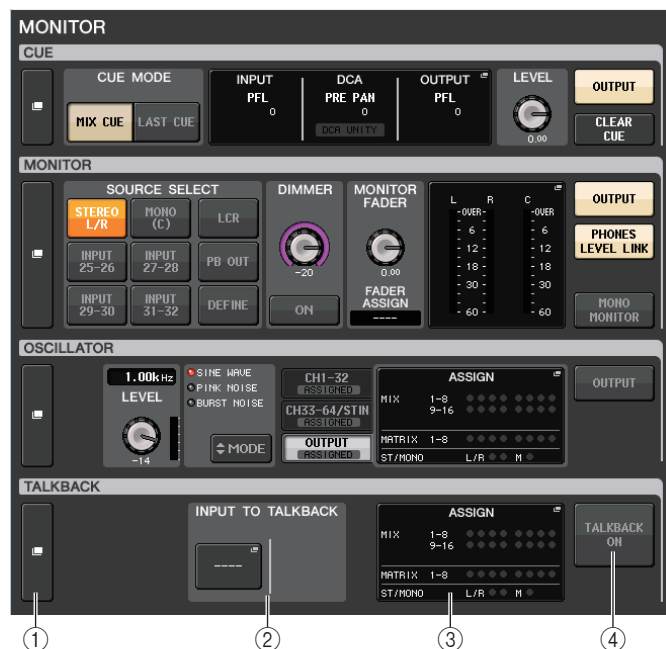 MONITOR
CUE
CUE MODE
MIX CUE
LAST CUE
INPUT
PFL
0
DCA
PRE PAN
0
DCA UNITY
OUTPUT
PFL
0
LEVEL
0.00
OUTPUT
CLEAR
CUE
MONITOR
SOURCE SELECT
STEREO
L/R
MONO
(C)
LCR
INPUT
25-26
INPUT
27-28
PB OUT
INPUT
29-30
INPUT
31-32
DEFINE
DIMMER
-20
ON
MONITOR
FADER
0.00
FADER
ASSIGN
----
L R C
-OVER- -OVER
- 6 - - 6
- 12 - - 12
- 18 - - 18
- 30 - - 30
- 60 - - 60
OUTPUT
PHONES
LEVEL LINK
MONO
MONITOR
OSCILLATOR
1.00kHz
LEVEL
-14
SINE WAVE
PINK NOISE
BURST NOISE
MODE
CH1-32
ASSIGNED
CH33-64/STIN
ASSIGNED
OUTPUT
ASSIGNED
ASSIGN
MIX 1-8
9-16
MATRIX 1-8
ST/MONO L/R M
OUTPUT
TALKBACK
INPUT TO TALKBACK
----
ASSIGN
MIX 1-8
9-16
MATRIX 1-8
ST/MONO L/R M
TALKBACK
ON
① ② ③ ④